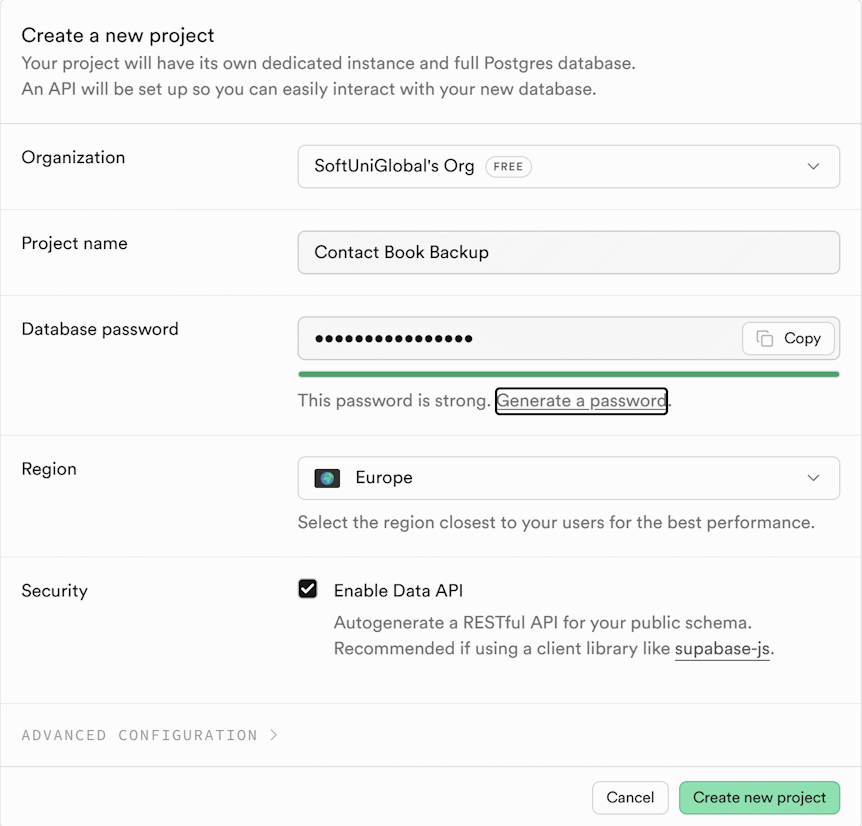 Create a new project
Your project will have its own dedicated instance and full Postgres database.
An API will be set up so you can easily interact with your new database.
Organization
SoftUniGlobal's Org FREE
Project name
Contact Book Backup
Database password
•••••••••••••••• Copy
This password is strong. Generate a password.
Region
Europe
Select the region closest to your users for the best performance.
Security
Enable Data API
Autogenerate a RESTful API for your public schema.
Recommended if using a client library like supabase-js.
ADVANCED CONFIGURATION >
Cancel Create new project